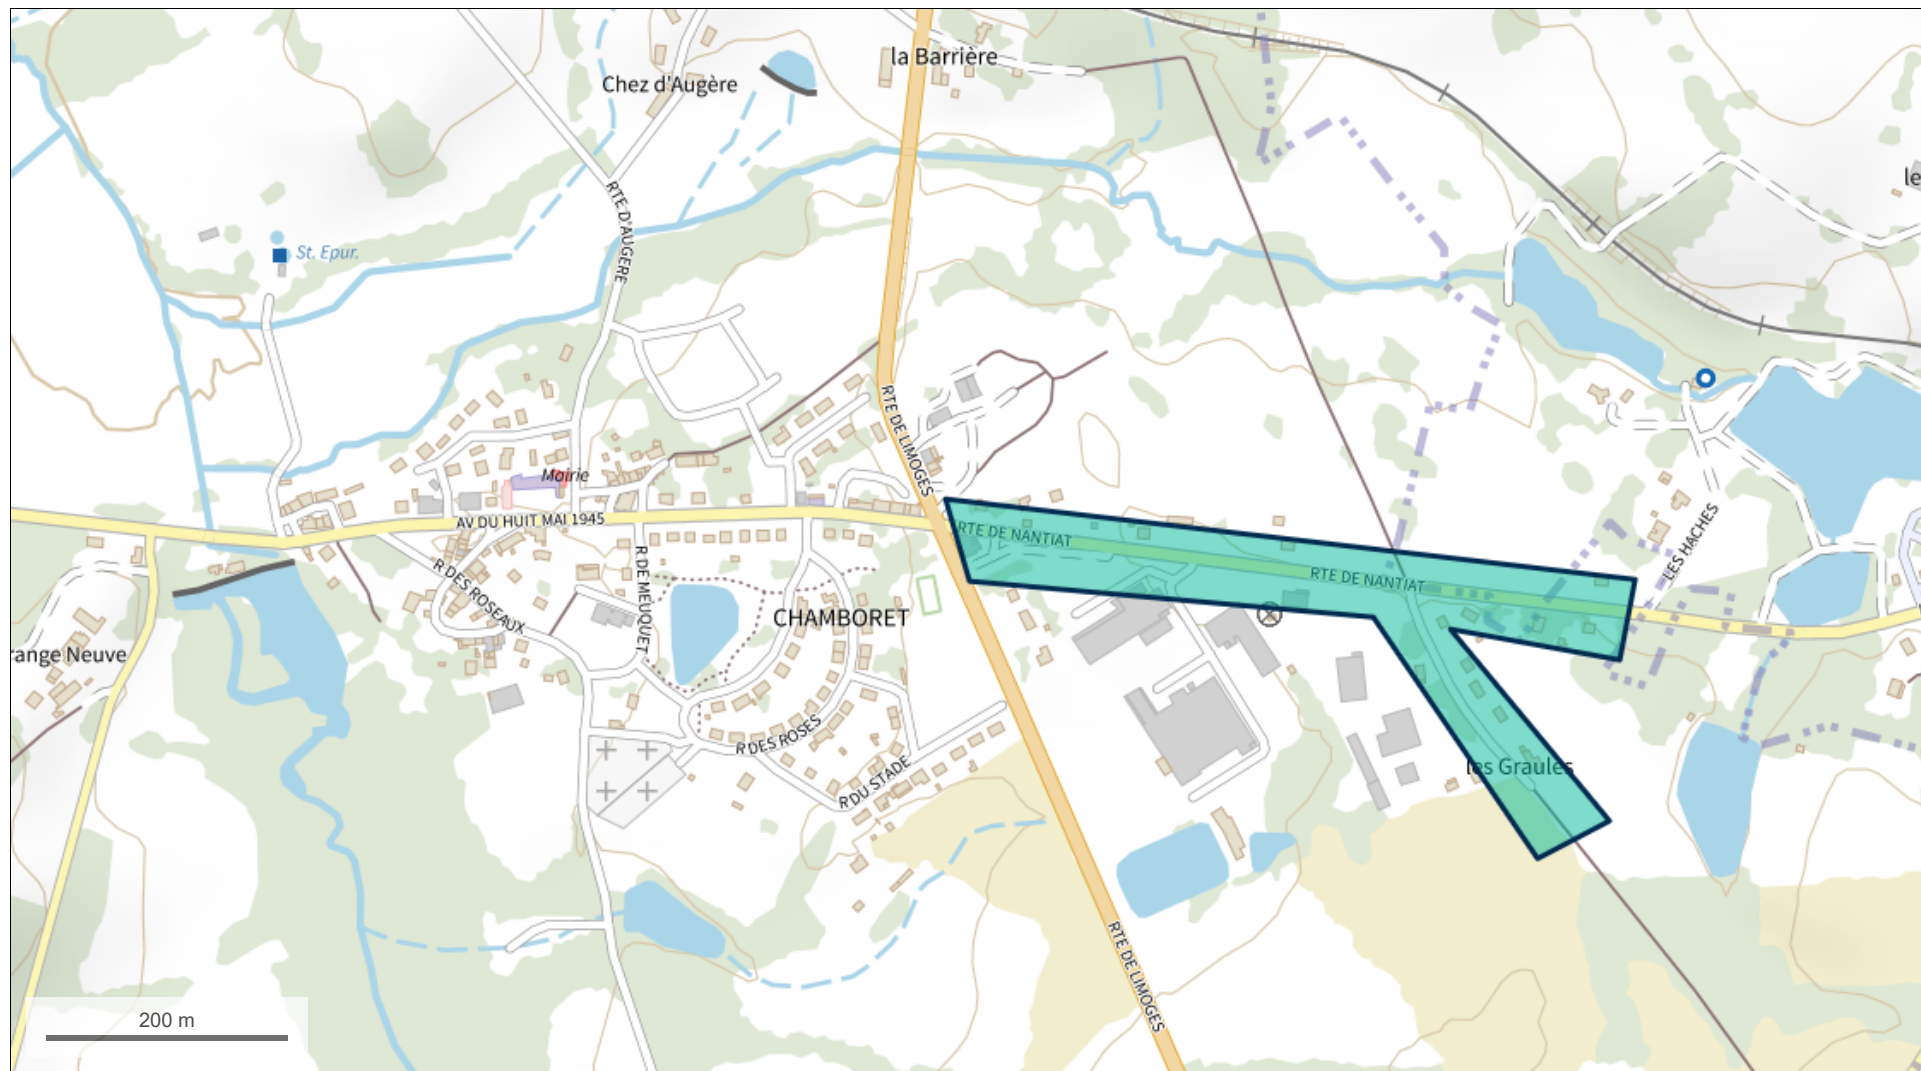 la Barrière
Chez d'Augère
le
RTE D'AUGERE
St. Epur.
RTE DE LIMOGES
Mairie
AV DU HUIT MAI 1945
RTE DE NANTIAT
RTE DE NANTIAT
LES HACHES
R DES ROSEAUX
R DE MEUQUET
CHAMBORET
range Neuve
R DES ROSES
R DU STADE
les Graules
RTE DE LIMOGES
200 m